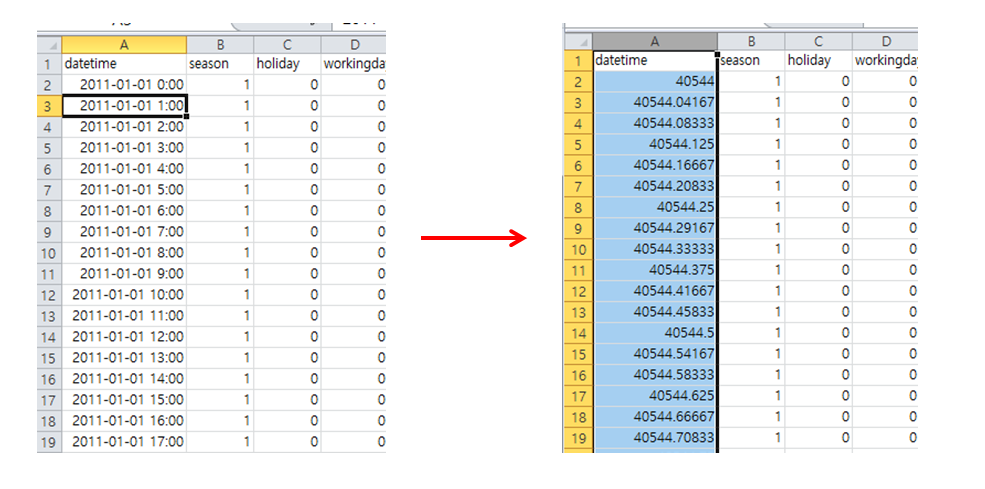 A B C D
1 datetime season holiday workingda
2 2011-01-01 0:00 1 0 0
3 2011-01-01 1:00 1 0 0
4 2011-01-01 2:00 1 0 0
5 2011-01-01 3:00 1 0 0
6 2011-01-01 4:00 1 0 0
7 2011-01-01 5:00 1 0 0
8 2011-01-01 6:00 1 0 0
9 2011-01-01 7:00 1 0 0
10 2011-01-01 8:00 1 0 0
11 2011-01-01 9:00 1 0 0
12 2011-01-01 10:00 1 0 0
13 2011-01-01 11:00 1 0 0
14 2011-01-01 12:00 1 0 0
15 2011-01-01 13:00 1 0 0
16 2011-01-01 14:00 1 0 0
17 2011-01-01 15:00 1 0 0
18 2011-01-01 16:00 1 0 0
19 2011-01-01 17:00 1 0 0
A B C D
1 datetime season holiday workingda
2 40544 1 0 0
3 40544.04167 1 0 0
4 40544.08333 1 0 0
5 40544.125 1 0 0
6 40544.16667 1 0 0
7 40544.20833 1 0 0
8 40544.25 1 0 0
9 40544.29167 1 0 0
10 40544.33333 1 0 0
11 40544.375 1 0 0
12 40544.41667 1 0 0
13 40544.45833 1 0 0
14 40544.5 1 0 0
15 40544.54167 1 0 0
16 40544.58333 1 0 0
17 40544.625 1 0 0
18 40544.66667 1 0 0
19 40544.70833 1 0 0